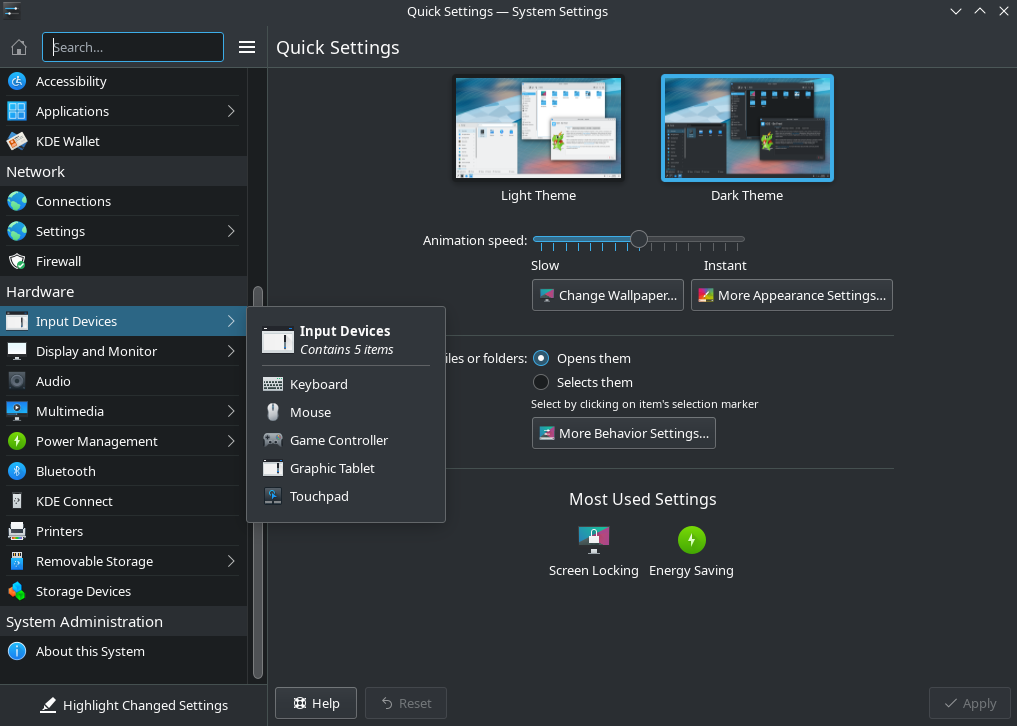 Quick Settings — System Settings
Search...
Quick Settings
Accessibility
Applications
KDE Wallet
Network
Connections
Settings
Firewall
Hardware
Input Devices
Display and Monitor
Audio
Multimedia
Power Management
Bluetooth
KDE Connect
Printers
Removable Storage
Storage Devices
System Administration
About this System
Highlight Changed Settings
Input Devices
Contains 5 items
Keyboard
Mouse
Game Controller
Graphic Tablet
Touchpad
Light Theme
Dark Theme
Animation speed:
Slow
Instant
Change Wallpaper...
More Appearance Settings...
iles or folders:
Opens them
Selects them
Select by clicking on item's selection marker
More Behavior Settings...
Most Used Settings
Screen Locking
Energy Saving
Help
Reset
Apply